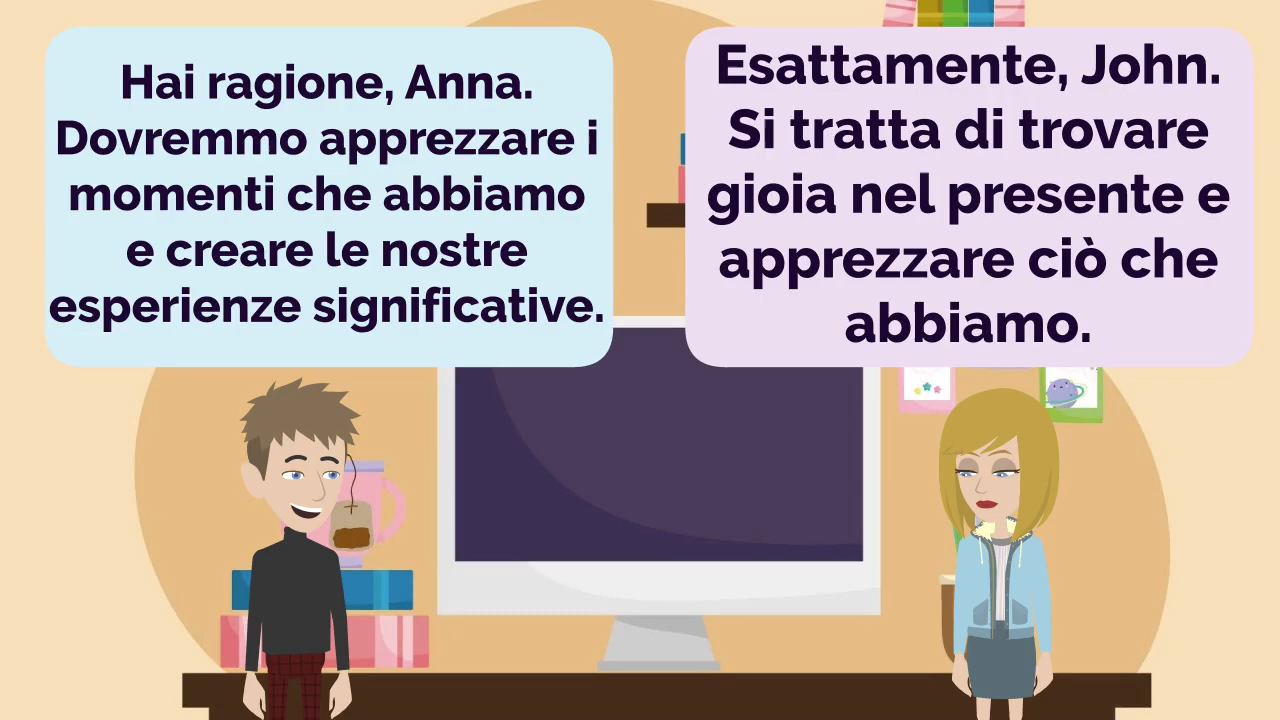 Hai ragione, Anna.
Dovremmo apprezzare i
momenti che abbiamo
e creare le nostre
esperienze significative.
Esattamente, John.
Si tratta di trovare
gioia nel presente e
apprezzare ciò che
abbiamo.